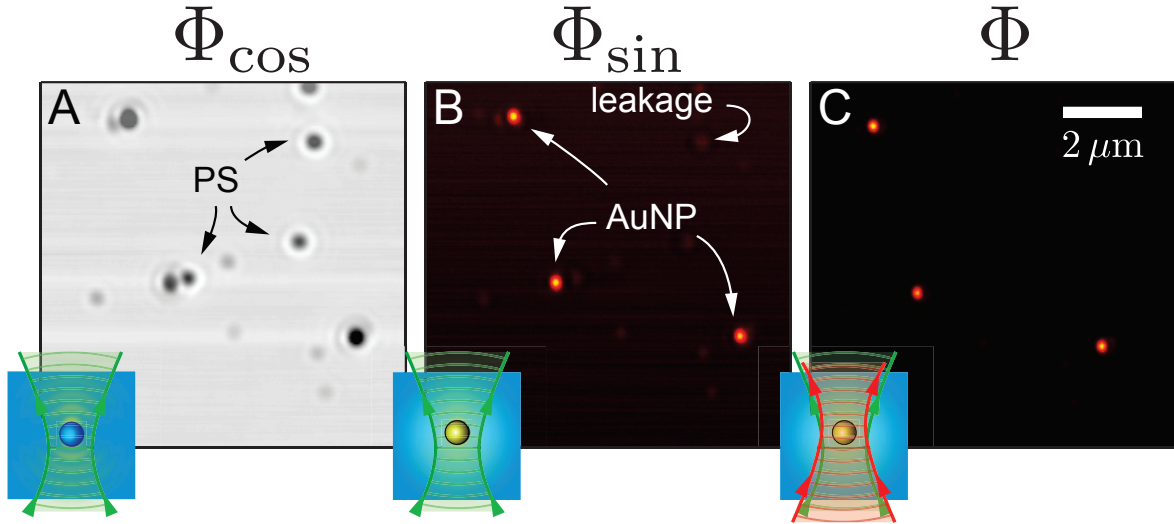 Φcos
Φsin
Φ
A
PS
B
leakage
AuNP
C
2 μm